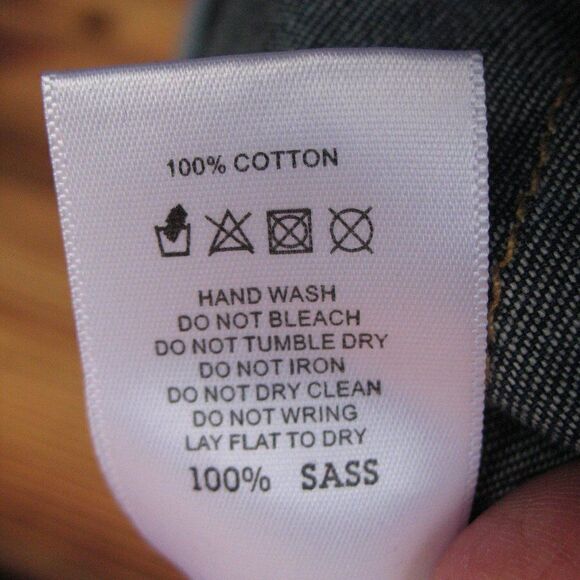 100% COTTON
HAND WASH
DO NOT BLEACH
DO NOT TUMBLE DRY
DO NOT IRON
DO NOT DRY CLEAN
DO NOT WRING
LAY FLAT TO DRY
100% SASS